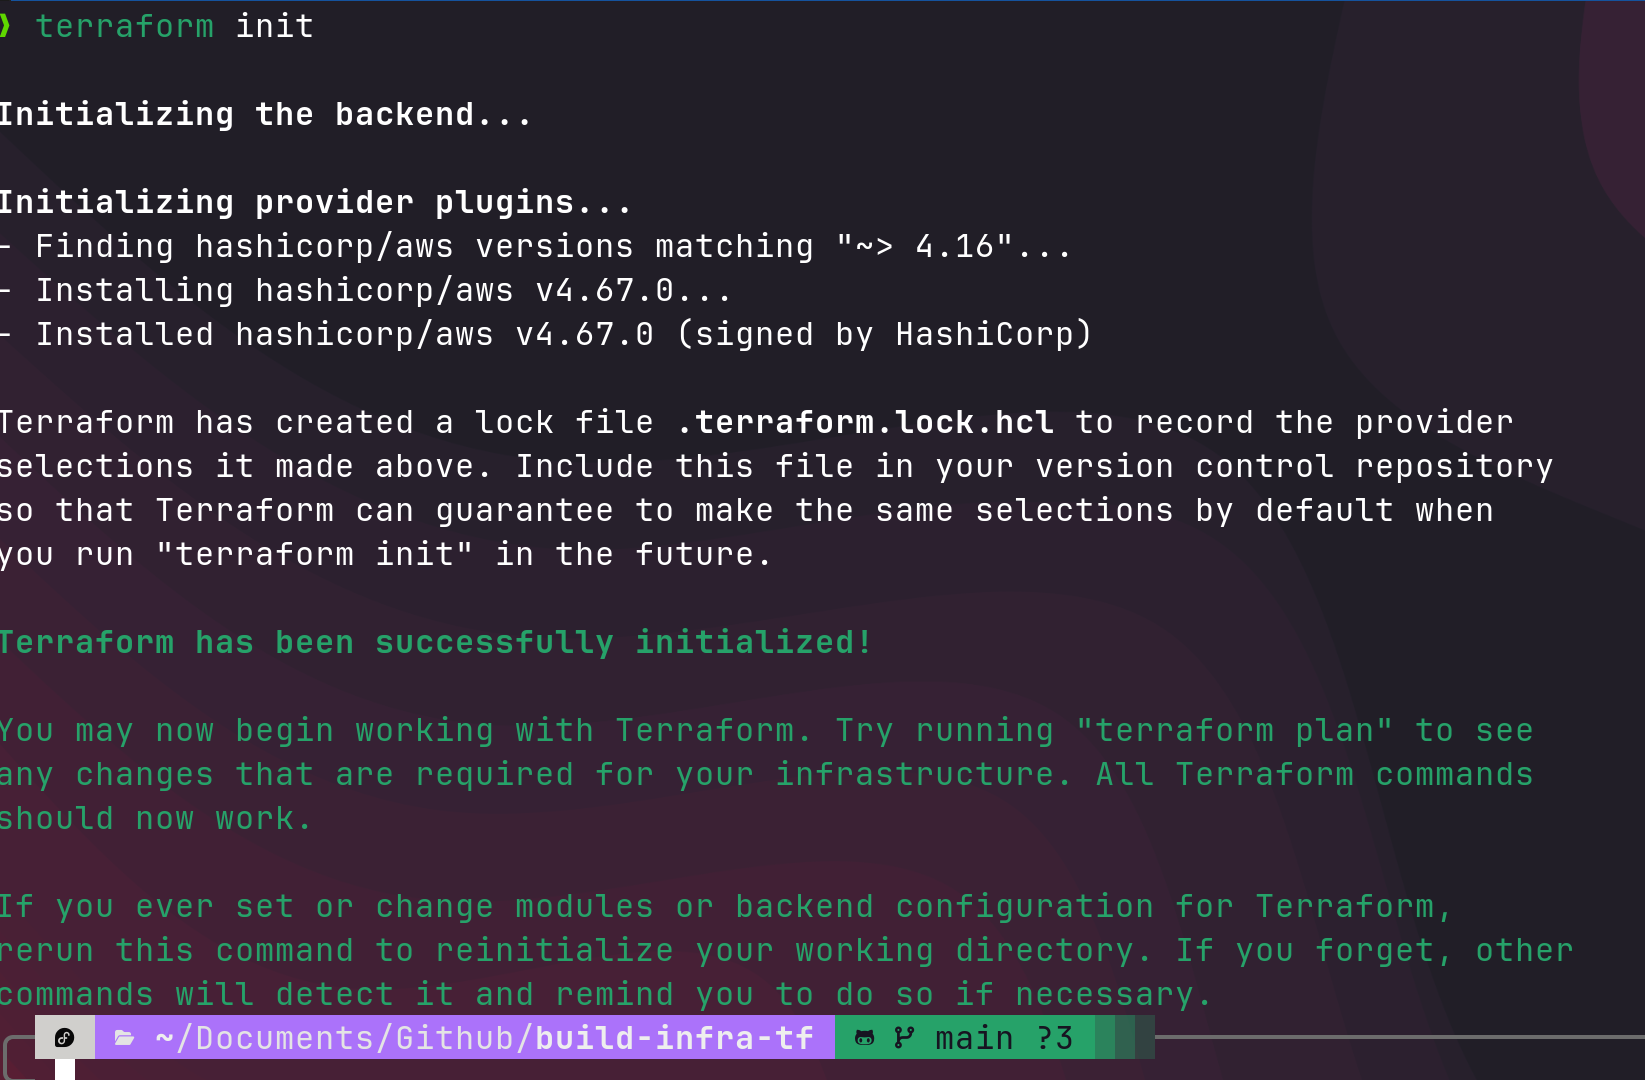 ❯ terraform init
Initializing the backend...
Initializing provider plugins...
- Finding hashicorp/aws versions matching "~> 4.16"...
- Installing hashicorp/aws v4.67.0...
- Installed hashicorp/aws v4.67.0 (signed by HashiCorp)
Terraform has created a lock file .terraform.lock.hcl to record the provider
selections it made above. Include this file in your version control repository
so that Terraform can guarantee to make the same selections by default when
you run "terraform init" in the future.
Terraform has been successfully initialized!
You may now begin working with Terraform. Try running "terraform plan" to see
any changes that are required for your infrastructure. All Terraform commands
should now work.
If you ever set or change modules or backend configuration for Terraform,
rerun this command to reinitialize your working directory. If you forget, other
commands will detect it and remind you to do so if necessary.
~/Documents/Github/build-infra-tf main ?3